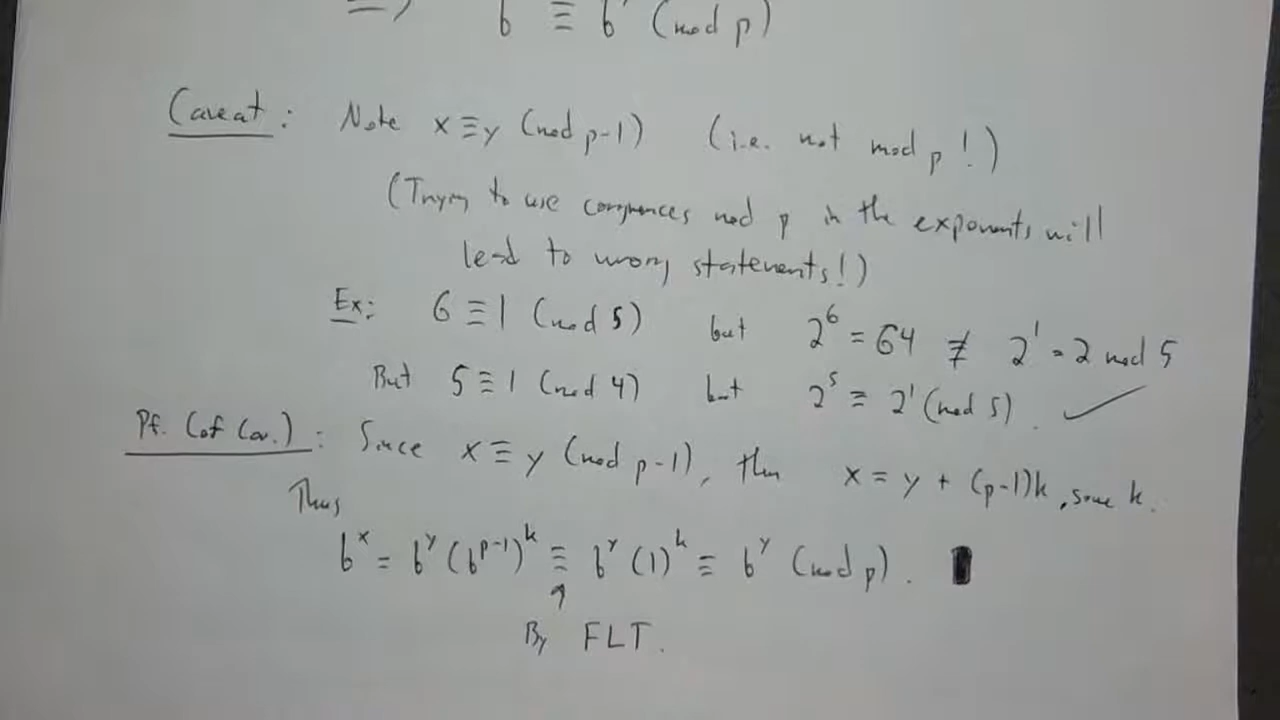 => b ≡ b' (mod p)
Caveat: Note x ≡ y (mod p-1) (i.e. not mod p!)
(Trying to use congruences mod p in the exponents will
lead to wrong statements!)
Ex: 6 ≡ 1 (mod 5) but 2^6 = 64 ≢ 2^1 = 2 mod 5
But 5 ≡ 1 (mod 4) but 2^5 ≡ 2^1 (mod 5). ✓
Pf. (of Cor.): Since x ≡ y (mod p-1), then x = y + (p-1)k, some k.
Thus
b^x = b^y (b^{p-1})^k ≡ b^y (1)^k ≡ b^y (mod p).
↑
By FLT.